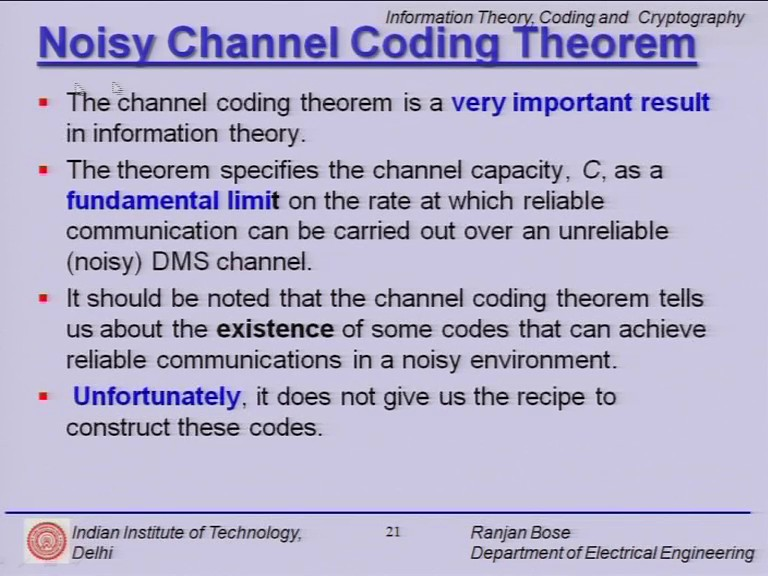 Information Theory, Coding and Cryptography
Noisy Channel Coding Theorem
▪ The channel coding theorem is a very important result
in information theory.
▪ The theorem specifies the channel capacity, C, as a
fundamental limit on the rate at which reliable
communication can be carried out over an unreliable
(noisy) DMS channel.
▪ It should be noted that the channel coding theorem tells
us about the existence of some codes that can achieve
reliable communications in a noisy environment.
▪ Unfortunately, it does not give us the recipe to
construct these codes.
Indian Institute of Technology,
Delhi
21
Ranjan Bose
Department of Electrical Engineering